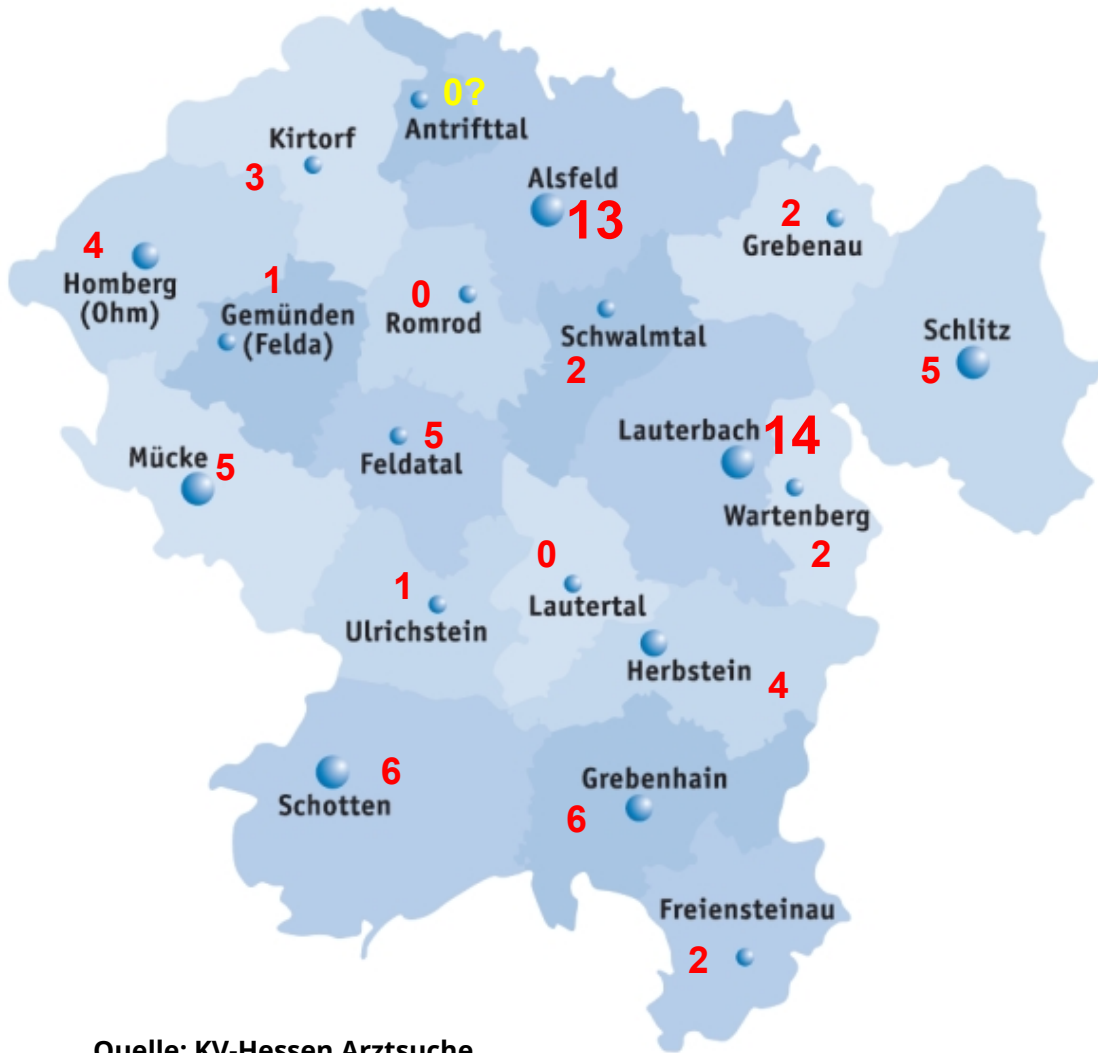 0?
Antrifttal
Kirtorf
3
Alsfeld
13
2
Grebenau
4
Homberg
(Ohm)
1
Gemünden
(Felda)
0
Romrod
Schwalmtal
2
Schlitz
5
Mücke 5
5
Feldatal
Lauterbach 14
Wartenberg
2
0
Lautertal
1
Ulrichstein
Herbstein
4
6
Schotten
Grebenhain
6
Freiensteinau
2
Quelle: KV-Hessen Arztsuche